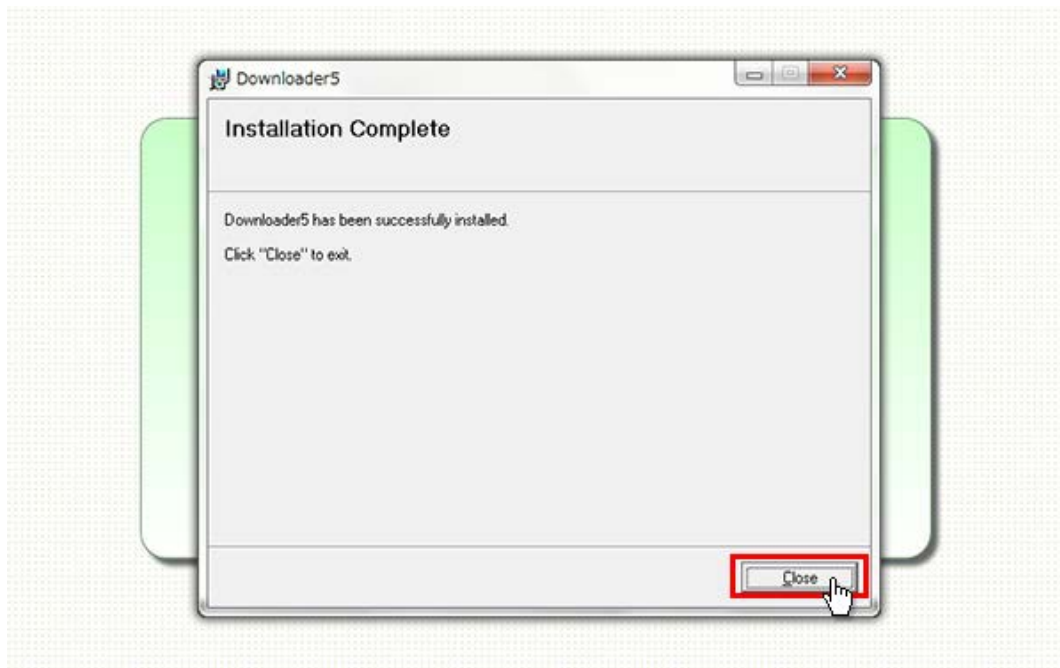 Downloader5
Installation Complete
Downloader5 has been successfully installed.
Click "Close" to exit.
Close